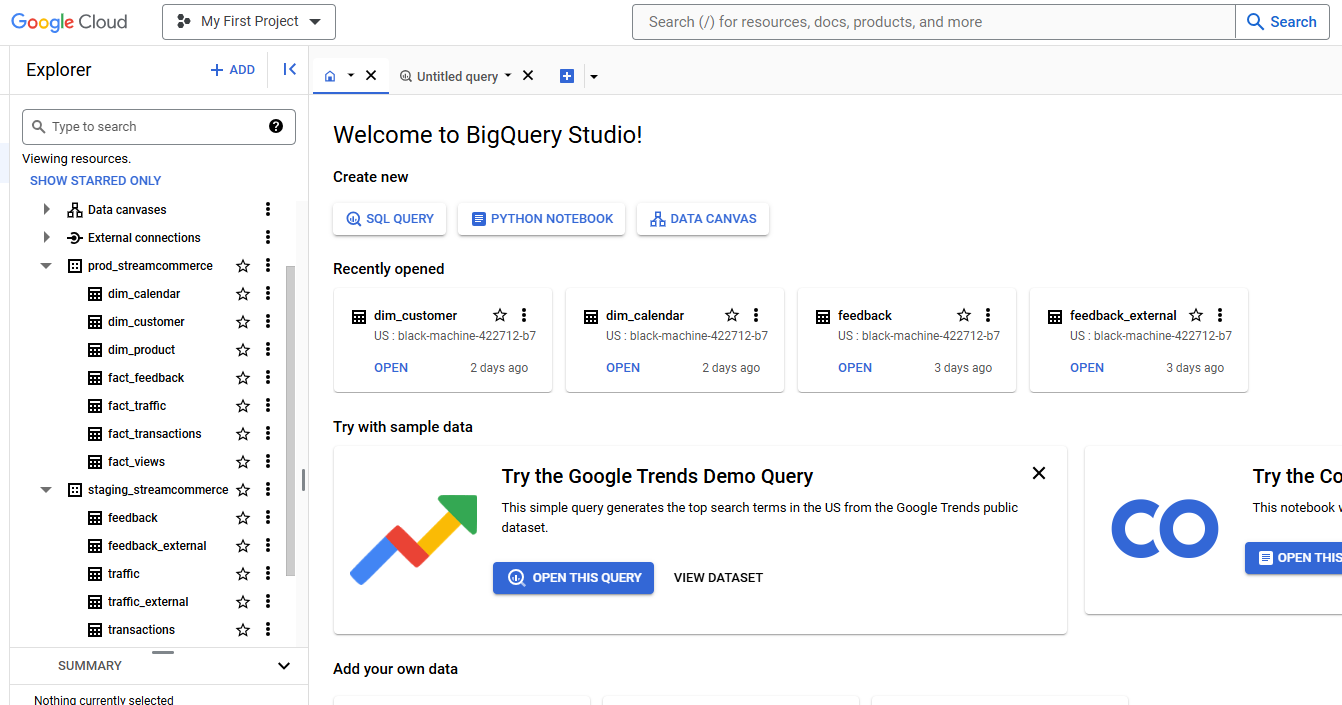 Google Cloud
My First Project
Search (/) for resources, docs, products, and more
Search
Explorer
+ ADD
Untitled query
Type to search
Viewing resources.
SHOW STARRED ONLY
Data canvases
External connections
prod_streamcommerce
dim_calendar
dim_customer
dim_product
fact_feedback
fact_traffic
fact_transactions
fact_views
staging_streamcommerce
feedback
feedback_external
traffic
traffic_external
transactions
SUMMARY
Nothing currently selected
Welcome to BigQuery Studio!
Create new
SQL QUERY
PYTHON NOTEBOOK
DATA CANVAS
Recently opened
dim_customer
US : black-machine-422712-b7
OPEN
2 days ago
dim_calendar
US : black-machine-422712-b7
OPEN
2 days ago
feedback
US : black-machine-422712-b7
OPEN
3 days ago
feedback_external
US : black-machine-422712-b7
OPEN
3 days ago
Try with sample data
Try the Google Trends Demo Query
This simple query generates the top search terms in the US from the Google Trends public
dataset.
OPEN THIS QUERY
VIEW DATASET
Try the Co
This notebook w
OPEN THIS
Add your own data